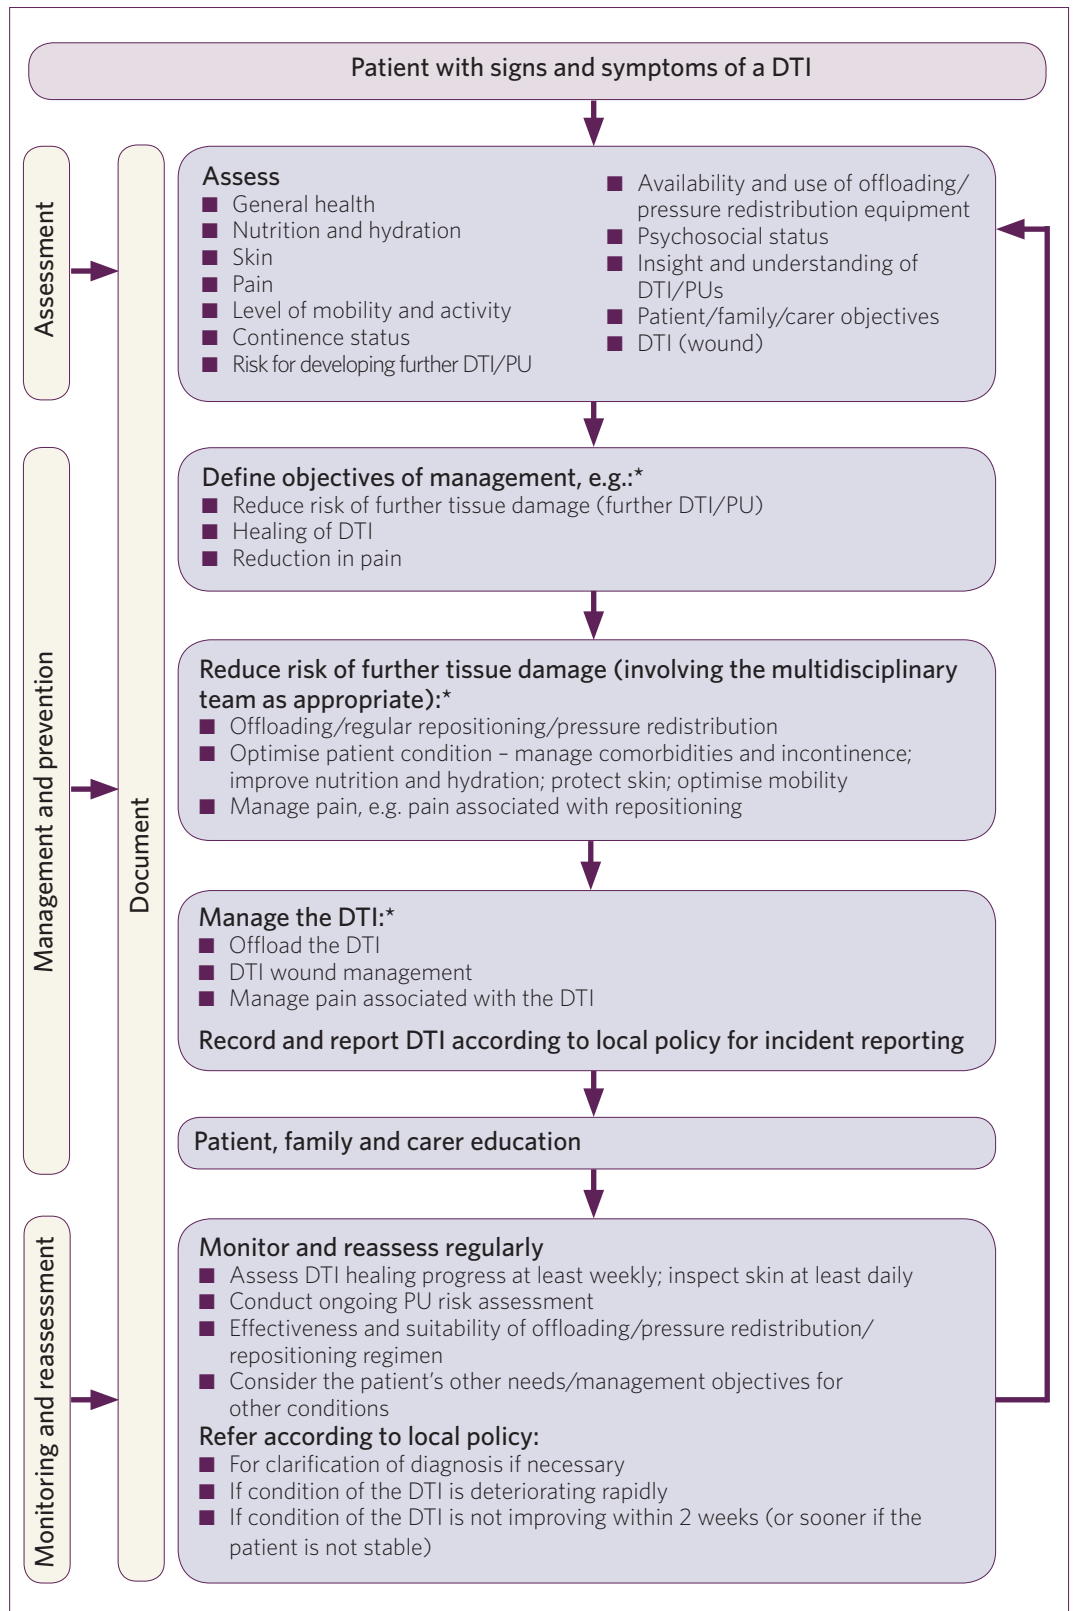 Patient with signs and symptoms of a DTI
Assessment
Document
Assess
■ General health
■ Nutrition and hydration
■ Skin
■ Pain
■ Level of mobility and activity
■ Continence status
■ Risk for developing further DTI/PU
■ Availability and use of offloading/
pressure redistribution equipment
■ Psychosocial status
■ Insight and understanding of
DTI/PUs
■ Patient/family/carer objectives
■ DTI (wound)
Management and prevention
Define objectives of management, e.g.:*
■ Reduce risk of further tissue damage (further DTI/PU)
■ Healing of DTI
■ Reduction in pain
Reduce risk of further tissue damage (involving the multidisciplinary
team as appropriate):*
■ Offloading/regular repositioning/pressure redistribution
■ Optimise patient condition – manage comorbidities and incontinence;
improve nutrition and hydration; protect skin; optimise mobility
■ Manage pain, e.g. pain associated with repositioning
Manage the DTI:*
■ Offload the DTI
■ DTI wound management
■ Manage pain associated with the DTI
Record and report DTI according to local policy for incident reporting
Patient, family and carer education
Monitoring and reassessment
Monitor and reassess regularly
■ Assess DTI healing progress at least weekly; inspect skin at least daily
■ Conduct ongoing PU risk assessment
■ Effectiveness and suitability of offloading/pressure redistribution/
repositioning regimen
■ Consider the patient’s other needs/management objectives for
other conditions
Refer according to local policy:
■ For clarification of diagnosis if necessary
■ If condition of the DTI is deteriorating rapidly
■ If condition of the DTI is not improving within 2 weeks (or sooner if the
patient is not stable)